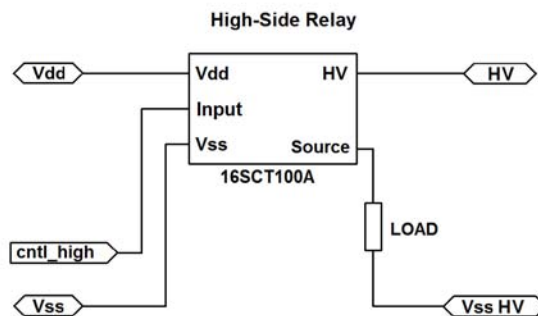 High-Side Relay
Vdd
Vdd
HV
HV
Input
Vss
Source
16SCT100A
LOAD
cntl_high
Vss
Vss HV